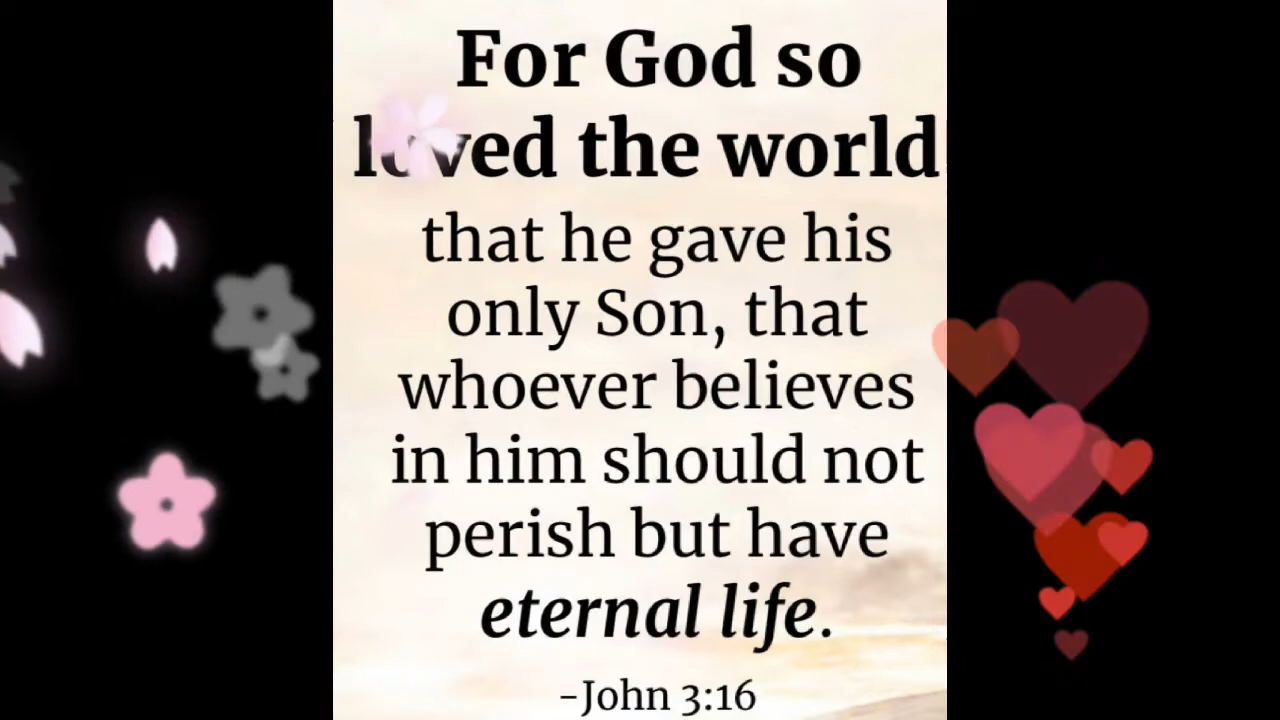 For God so
loved the world
that he gave his
only Son, that
whoever believes
in him should not
perish but have
eternal life.
-John 3:16